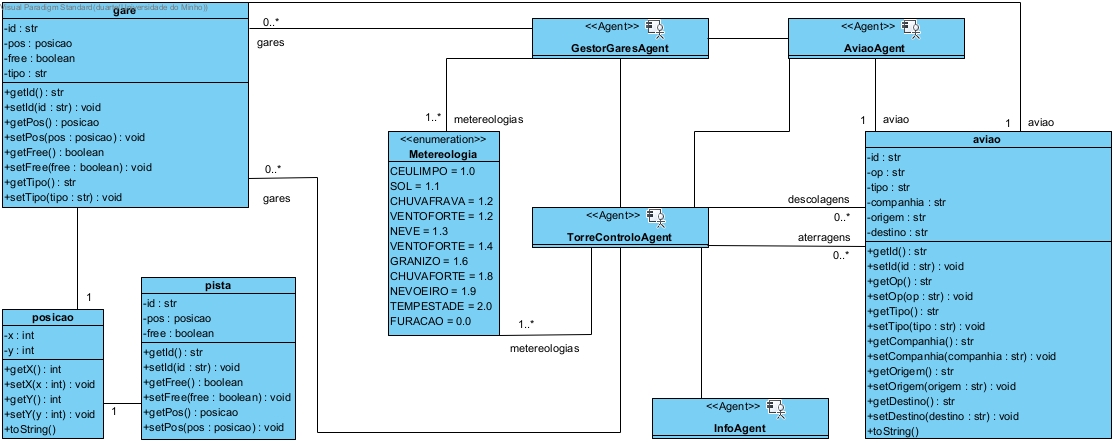 Visual Paradigm Standard(duarte(Universidade do Minho))
gare
-id : str
-pos : posicao
-free : boolean
-tipo : str
+getId() : str
+setId(id : str) : void
+getPos() : posicao
+setPos(pos : posicao) : void
+getFree() : boolean
+setFree(free : boolean) : void
+getTipo() : str
+setTipo(tipo : str) : void
0..*
gares
0..*
gares
<<Agent>>
GestorGaresAgent
<<Agent>>
AviaoAgent
1..*
metereologias
1
aviao
1
aviao
<<enumeration>>
Metereologia
CEULIMPO = 1.0
SOL = 1.1
CHUVAFRAVA = 1.2
VENTOFORTE = 1.2
NEVE = 1.3
VENTOFORTE = 1.4
GRANIZO = 1.6
CHUVAFORTE = 1.8
NEVOEIRO = 1.9
TEMPESTADE = 2.0
FURACAO = 0.0
<<Agent>>
TorreControloAgent
descolagens
0..*
aterragens
0..*
aviao
-id : str
-op : str
-tipo : str
-companhia : str
-origem : str
-destino : str
+getId() : str
+setId(id : str) : void
+getOp() : str
+setOp(op : str) : void
+getTipo() : str
+setTipo(tipo : str) : void
+getCompanhia() : str
+setCompanhia(companhia : str) : void
+getOrigem() : str
+setOrigem(origem : str) : void
+getDestino() : str
+setDestino(destino : str) : void
+toString()
1
posicao
-x : int
-y : int
+getX() : int
+setX(x : int) : void
+getY() : int
+setY(y : int) : void
+toString()
1
pista
-id : str
-pos : posicao
-free : boolean
+getId() : str
+setId(id : str) : void
+getFree() : boolean
+setFree(free : boolean) : void
+getPos() : posicao
+setPos(pos : posicao) : void
1..*
metereologias
<<Agent>>
InfoAgent